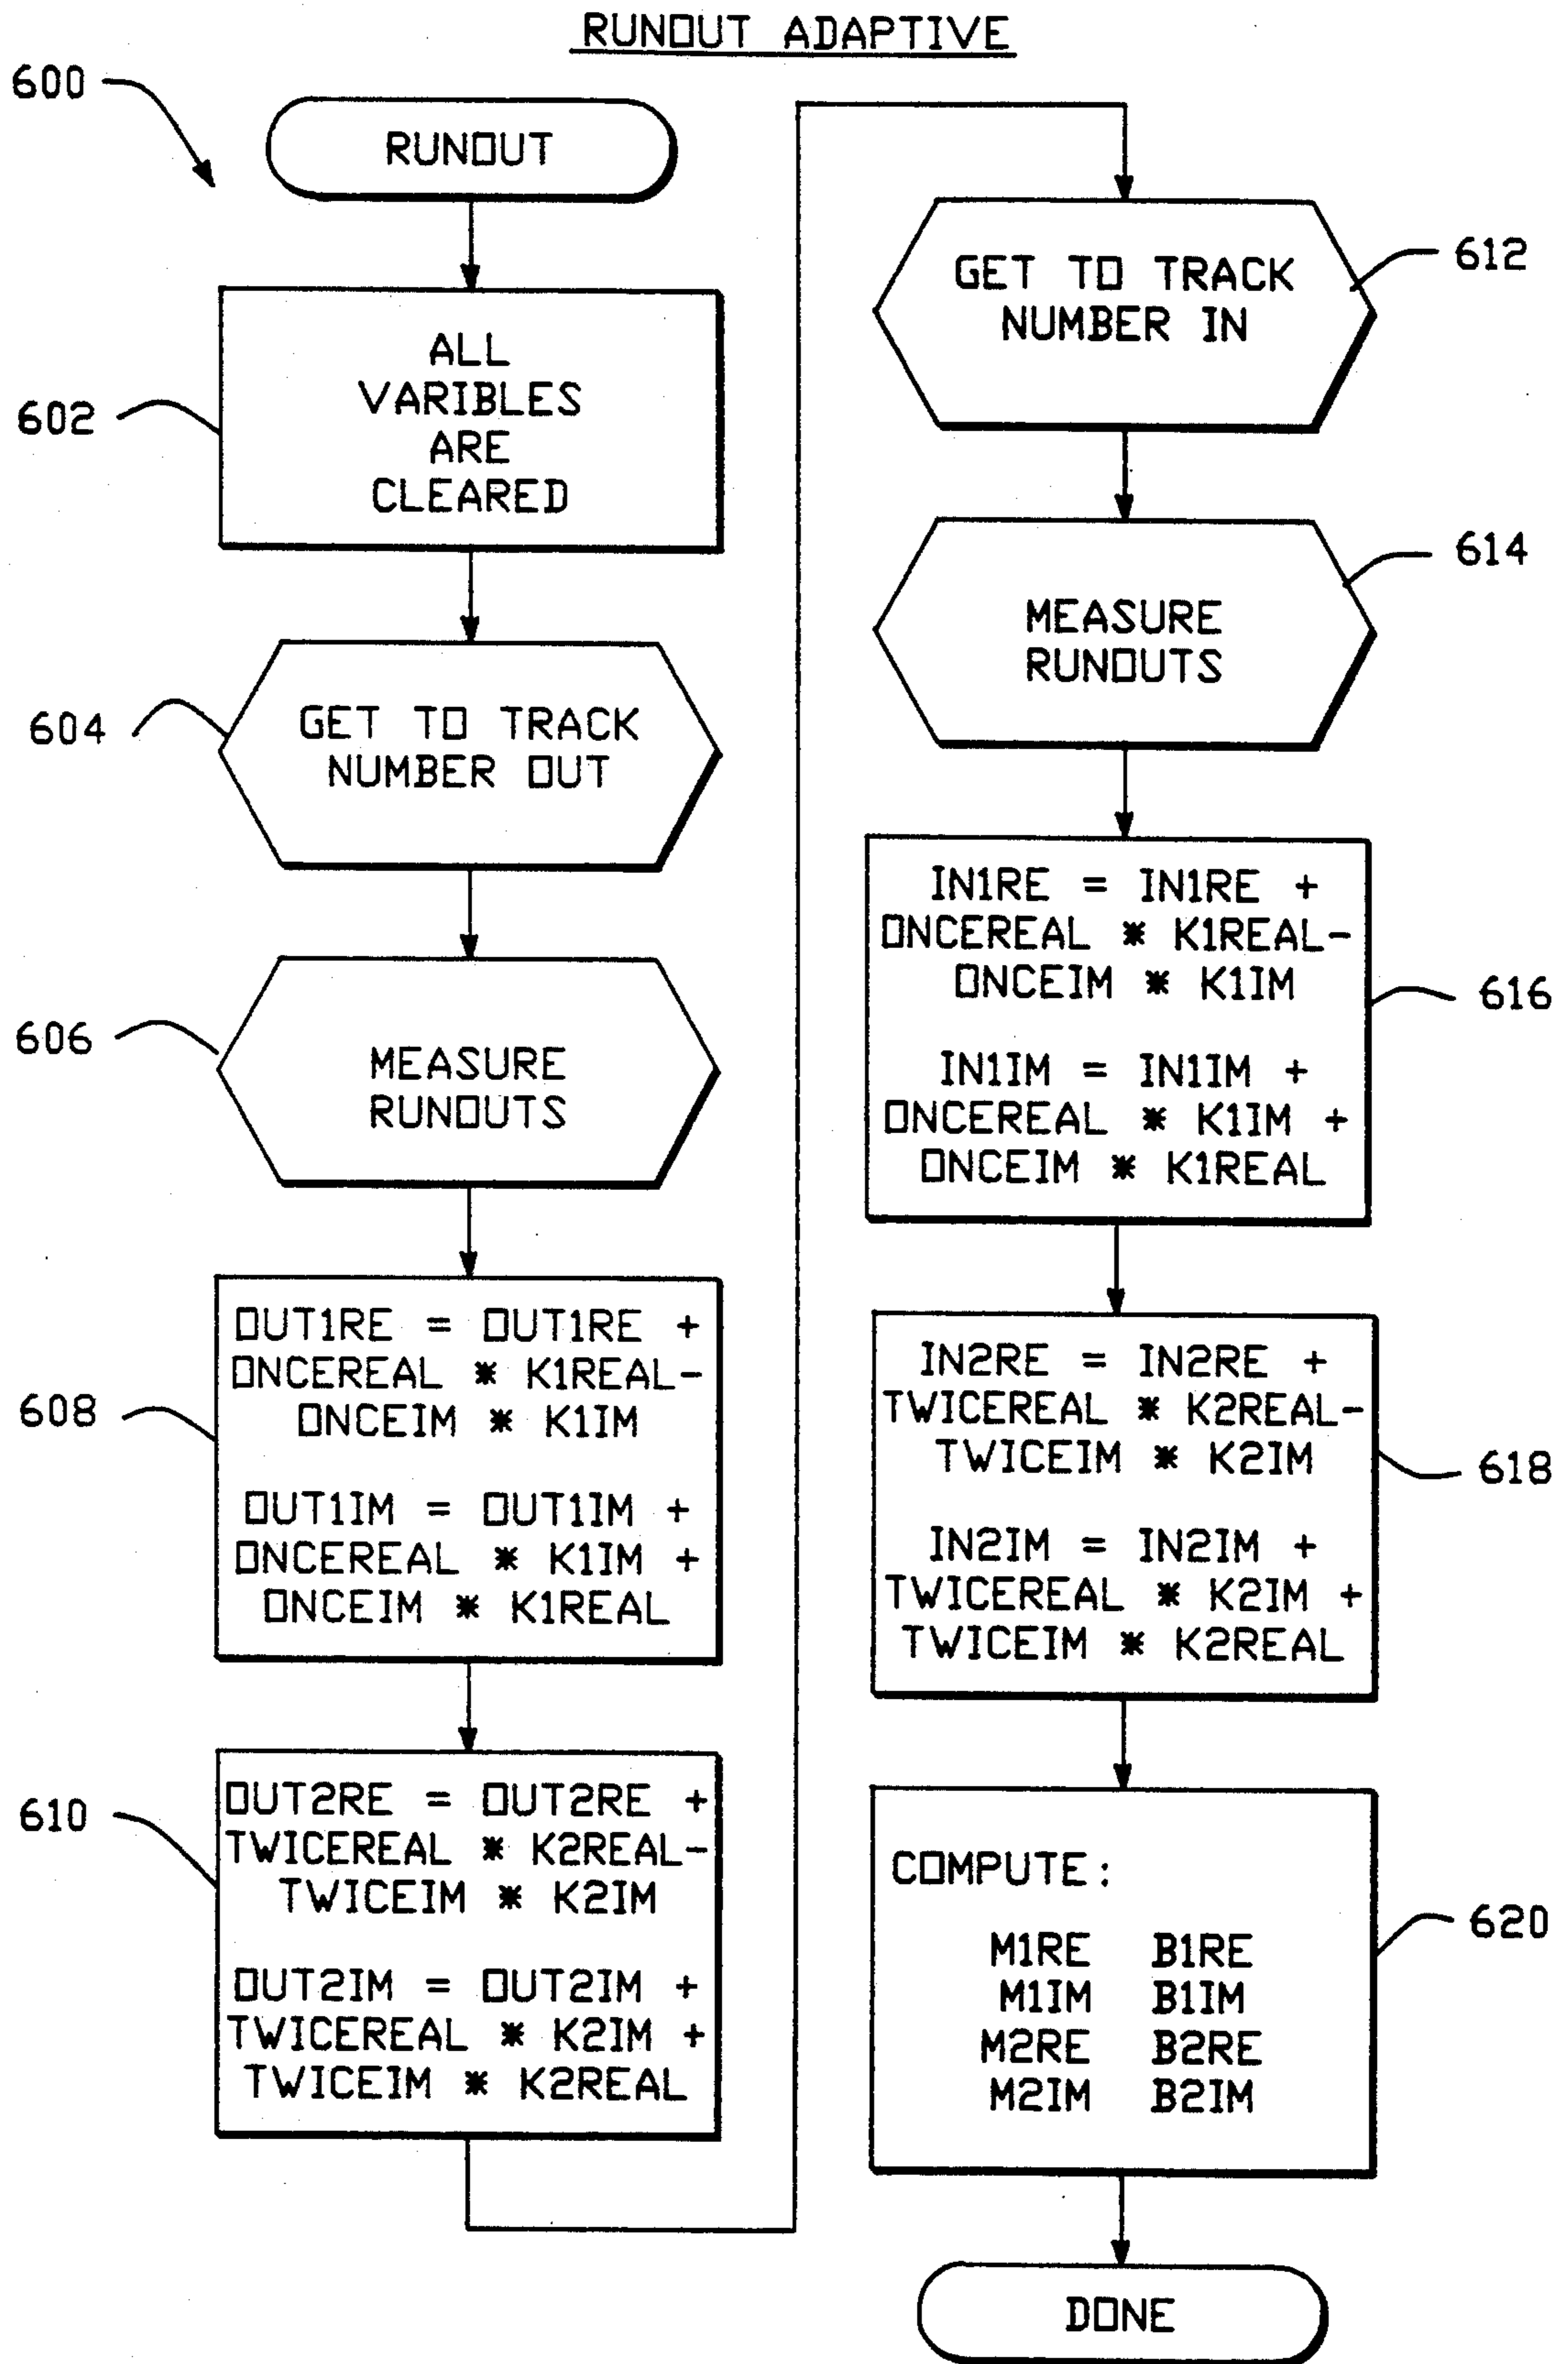 RUNOUT ADAPTIVE
600
RUNOUT
602
ALL
VARIBLES
ARE
CLEARED
604
GET TO TRACK
NUMBER OUT
606
MEASURE
RUNOUTS
608
OUT1RE = OUT1RE +
ONCEREAL * K1REAL-
ONCEIM * K1IM
OUT1IM = OUT1IM +
ONCEREAL * K1IM +
ONCEIM * K1REAL
610
OUT2RE = OUT2RE +
TWICEREAL * K2REAL-
TWICEIM * K2IM
OUT2IM = OUT2IM +
TWICEREAL * K2IM +
TWICEIM * K2REAL
612
GET TO TRACK
NUMBER IN
614
MEASURE
RUNOUTS
616
IN1RE = IN1RE +
ONCEREAL * K1REAL-
ONCEIM * K1IM
IN1IM = IN1IM +
ONCEREAL * K1IM +
ONCEIM * K1REAL
618
IN2RE = IN2RE +
TWICEREAL * K2REAL-
TWICEIM * K2IM
IN2IM = IN2IM +
TWICEREAL * K2IM +
TWICEIM * K2REAL
620
COMPUTE:
M1RE B1RE
M1IM B1IM
M2RE B2RE
M2IM B2IM
DONE